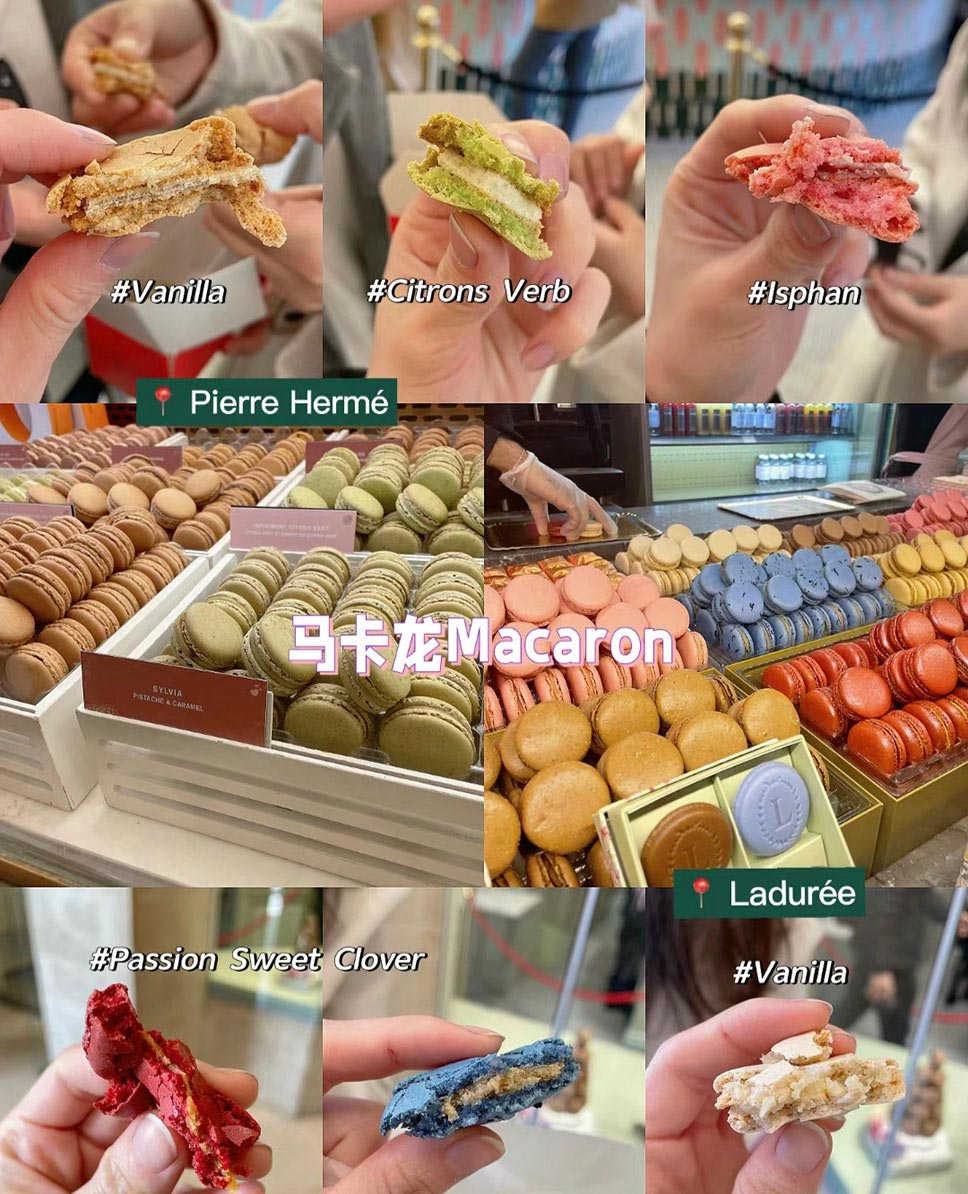 #Vanilla
#Citrons Verb
#Isphan
📍 Pierre Hermé
SYLVIA
PISTACHE & CARAMEL
马卡龙Macaron
L
L
📍 Ladurée
#Passion Sweet Clover
#Vanilla